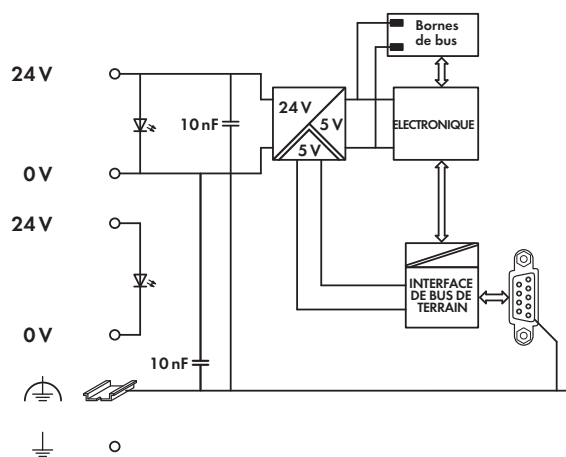 Bornes
de bus
24 V
10 nF
24 V
5 V
5 V
ELECTRONIQUE
0 V
24 V
INTERFACE
DE BUS DE
TERRAIN
0 V
10 nF